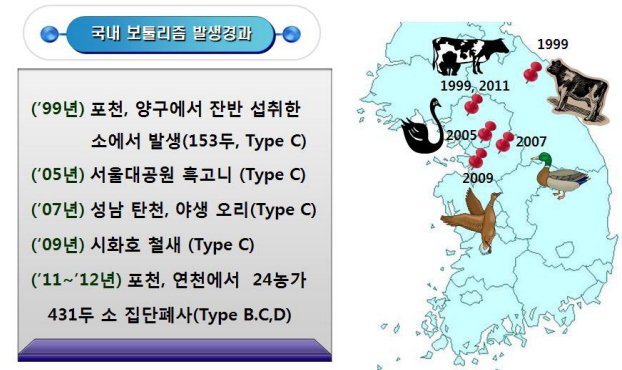 국내 보툴리즘 발생경과
('99년) 포천, 양구에서 잔반 섭취한
소에서 발생(153두, Type C)
('05년) 서울대공원 흑고니 (Type C)
('07년) 성남 탄천, 야생 오리(Type C)
('09년) 시화호 철새 (Type C)
('11~'12년) 포천, 연천에서 24농가
431두 소 집단폐사(Type B.C,D)
1999
1999, 2011
2005
2007
2009